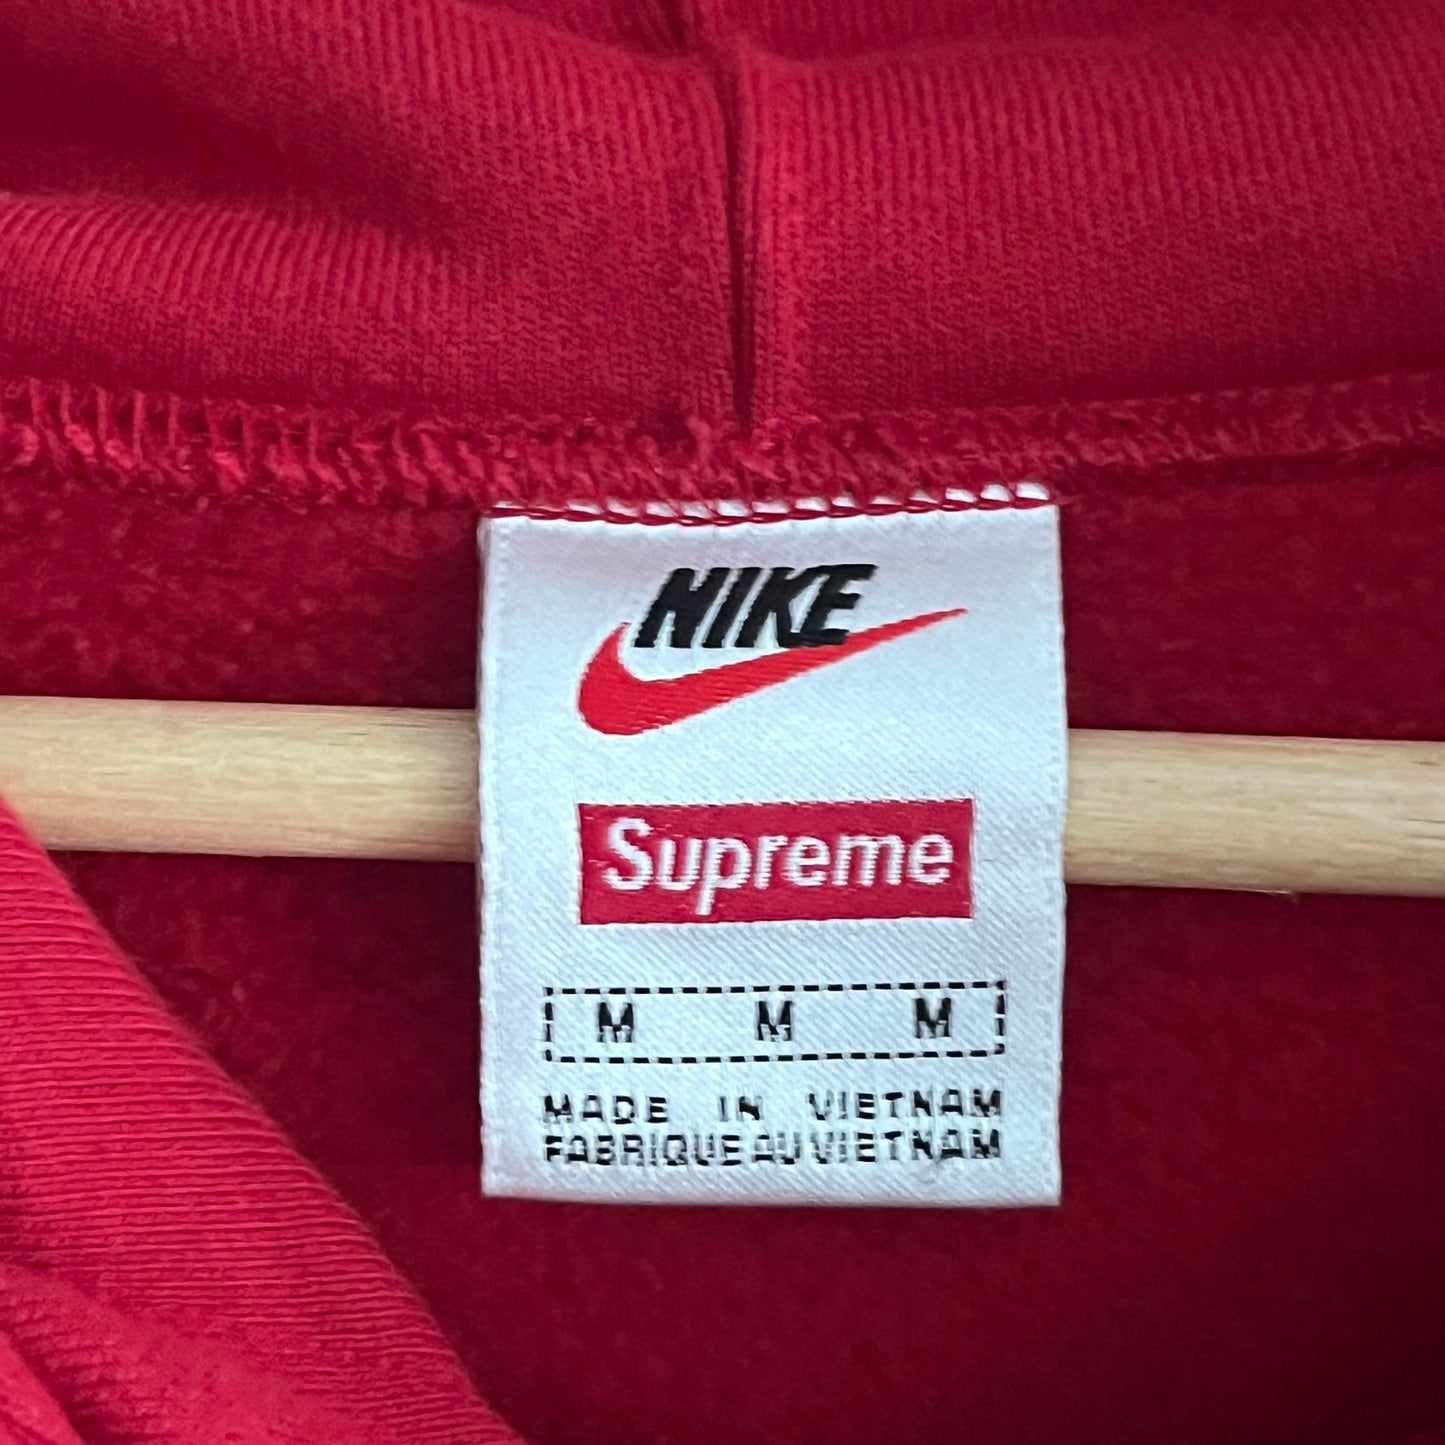 NIKE
Supreme
M M M
MADE IN VIETNAM
FABRIQUE AU VIETNAM